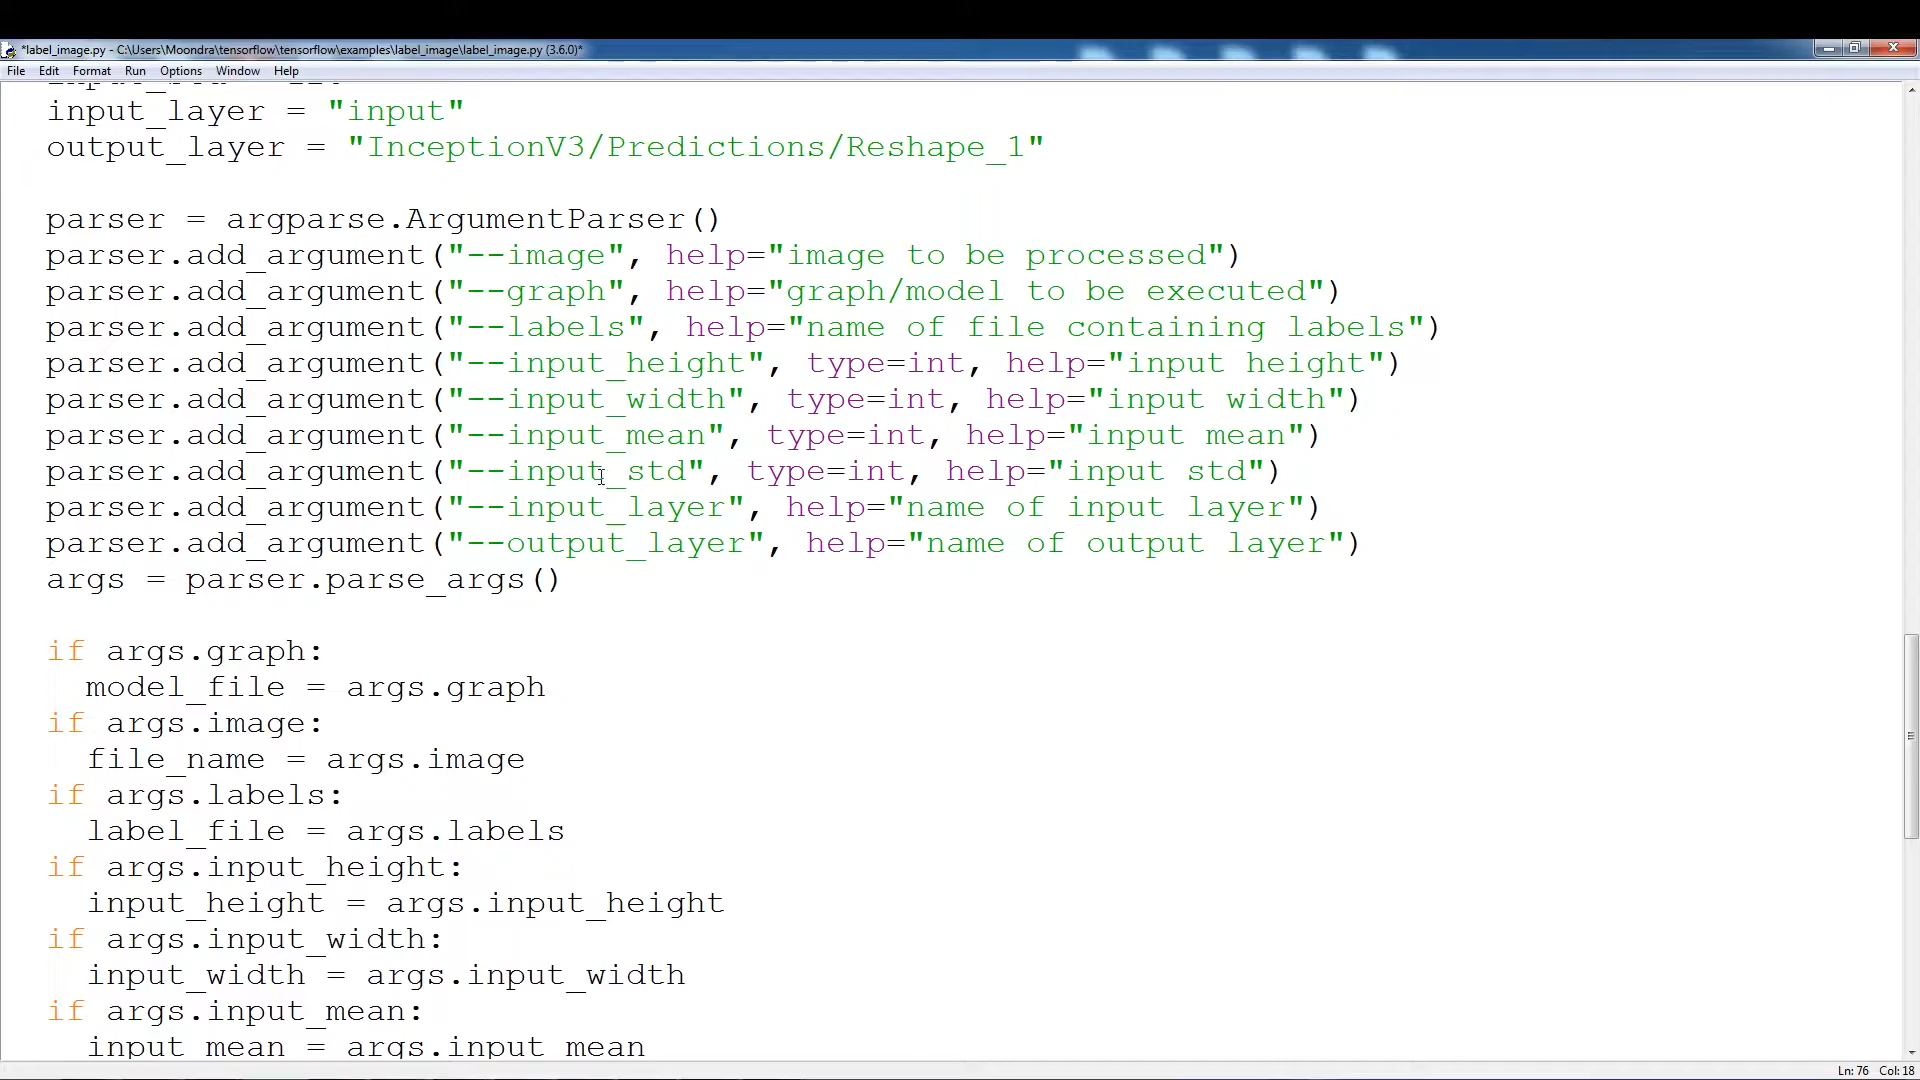 *label_image.py - C:\Users\Moondra\tensorflow\tensorflow\examples\label_image\label_image.py (3.6.0)*
File Edit Format Run Options Window Help
input_layer = "input"
output_layer = "InceptionV3/Predictions/Reshape_1"
parser = argparse.ArgumentParser()
parser.add_argument("--image", help="image to be processed")
parser.add_argument("--graph", help="graph/model to be executed")
parser.add_argument("--labels", help="name of file containing labels")
parser.add_argument("--input_height", type=int, help="input height")
parser.add_argument("--input_width", type=int, help="input width")
parser.add_argument("--input_mean", type=int, help="input mean")
parser.add_argument("--input_std", type=int, help="input std")
parser.add_argument("--input_layer", help="name of input layer")
parser.add_argument("--output_layer", help="name of output layer")
args = parser.parse_args()
if args.graph:
model_file = args.graph
if args.image:
file_name = args.image
if args.labels:
label_file = args.labels
if args.input_height:
input_height = args.input_height
if args.input_width:
input_width = args.input_width
if args.input_mean:
input_mean = args.input_mean
Ln: 76 Col: 18